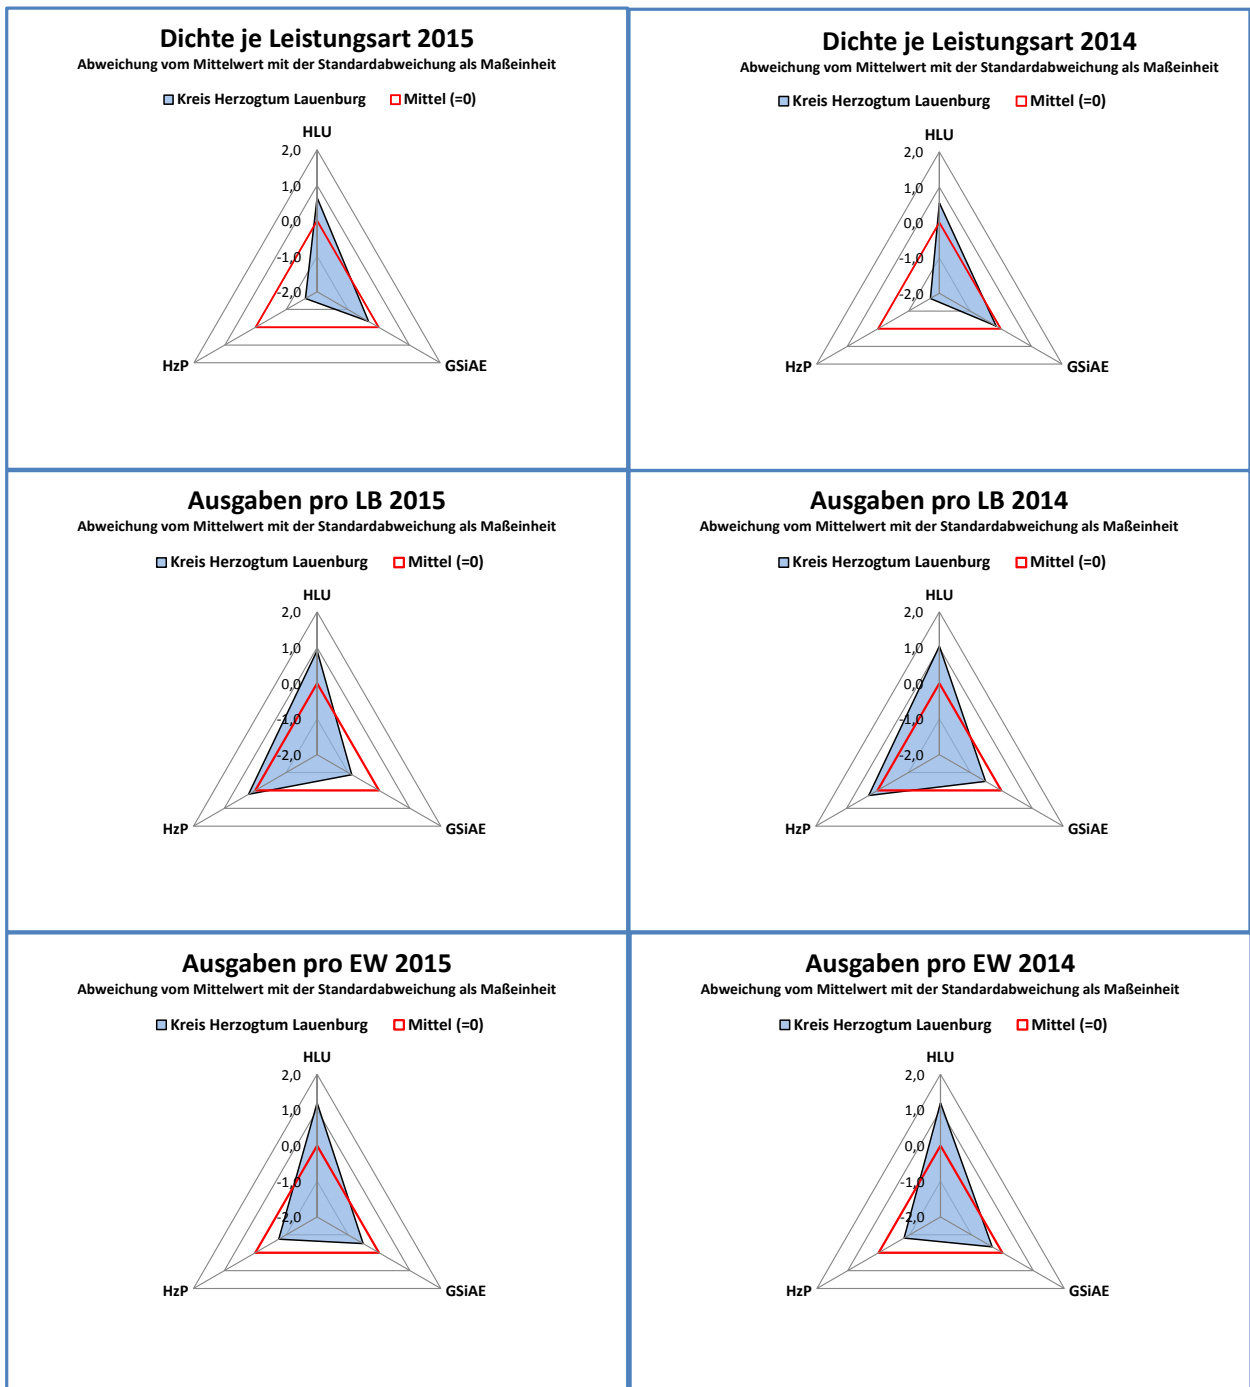 Dichte je Leistungsart 2015
Abweichung vom Mittelwert mit der Standardabweichung als Maßeinheit
Kreis Herzogtum Lauenburg Mittel (=0)
HLU
2,0
1,0
0,0
-1,0
-2,0
HzP
GSiAE
Dichte je Leistungsart 2014
Abweichung vom Mittelwert mit der Standardabweichung als Maßeinheit
Kreis Herzogtum Lauenburg Mittel (=0)
HLU
2,0
1,0
0,0
-1,0
-2,0
HzP
GSiAE
Ausgaben pro LB 2015
Abweichung vom Mittelwert mit der Standardabweichung als Maßeinheit
Kreis Herzogtum Lauenburg Mittel (=0)
HLU
2,0
1,0
0,0
-1,0
-2,0
HzP
GSiAE
Ausgaben pro LB 2014
Abweichung vom Mittelwert mit der Standardabweichung als Maßeinheit
Kreis Herzogtum Lauenburg Mittel (=0)
HLU
2,0
1,0
0,0
-1,0
-2,0
HzP
GSiAE
Ausgaben pro EW 2015
Abweichung vom Mittelwert mit der Standardabweichung als Maßeinheit
Kreis Herzogtum Lauenburg Mittel (=0)
HLU
2,0
1,0
0,0
-1,0
-2,0
HzP
GSiAE
Ausgaben pro EW 2014
Abweichung vom Mittelwert mit der Standardabweichung als Maßeinheit
Kreis Herzogtum Lauenburg Mittel (=0)
HLU
2,0
1,0
0,0
-1,0
-2,0
HzP
GSiAE